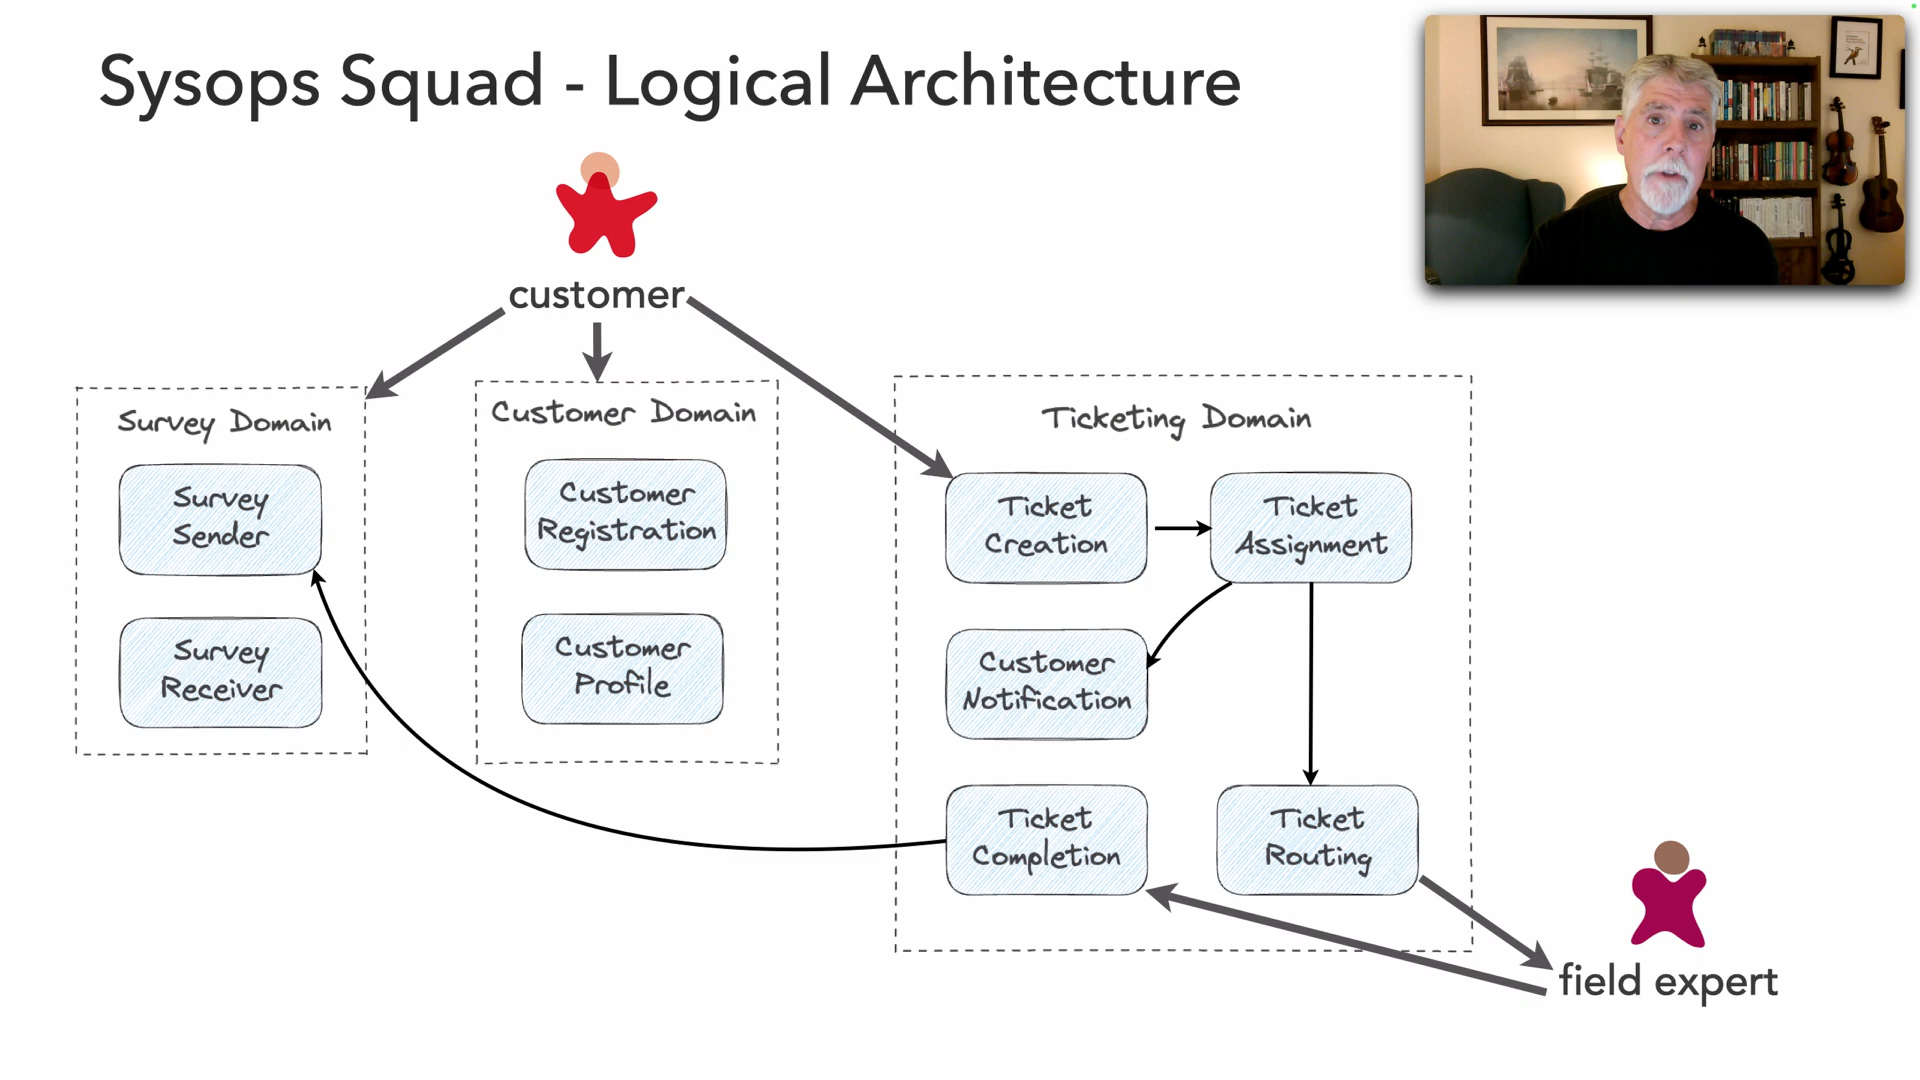 Sysops Squad - Logical Architecture
customer
Survey Domain
Survey
Sender
Survey
Receiver
Customer Domain
Customer
Registration
Customer
Profile
Ticketing Domain
Ticket
Creation
Ticket
Assignment
Customer
Notification
Ticket
Completion
Ticket
Routing
field expert